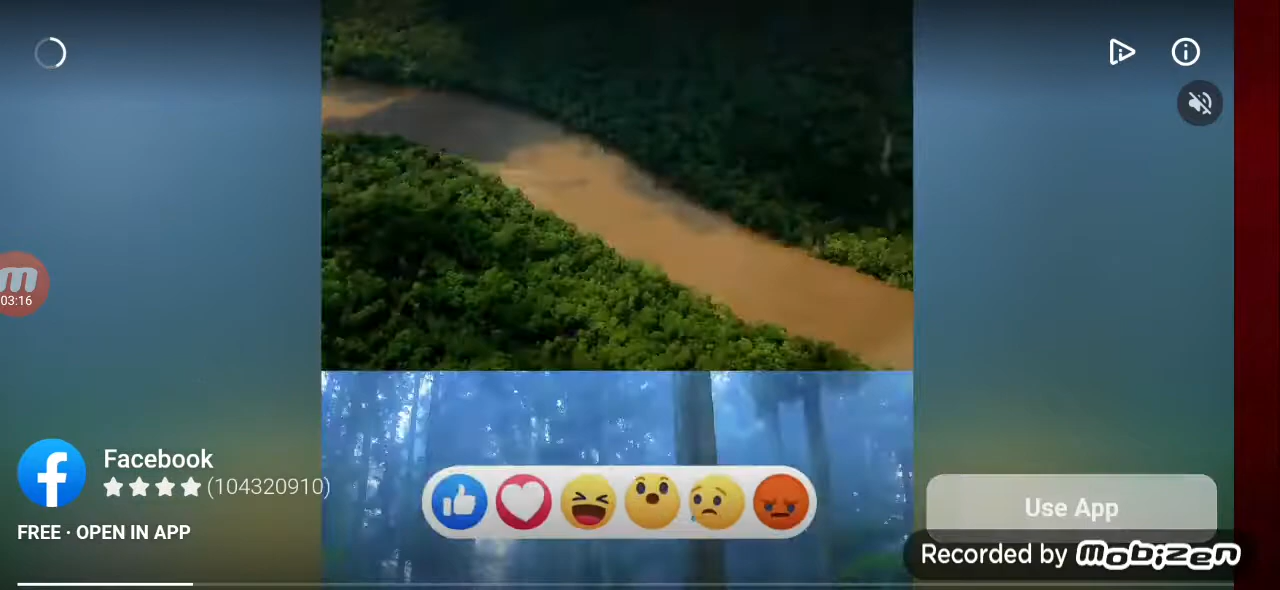 m
03:16
Facebook
(104320910)
FREE · OPEN IN APP
Use App
Recorded by mobizen